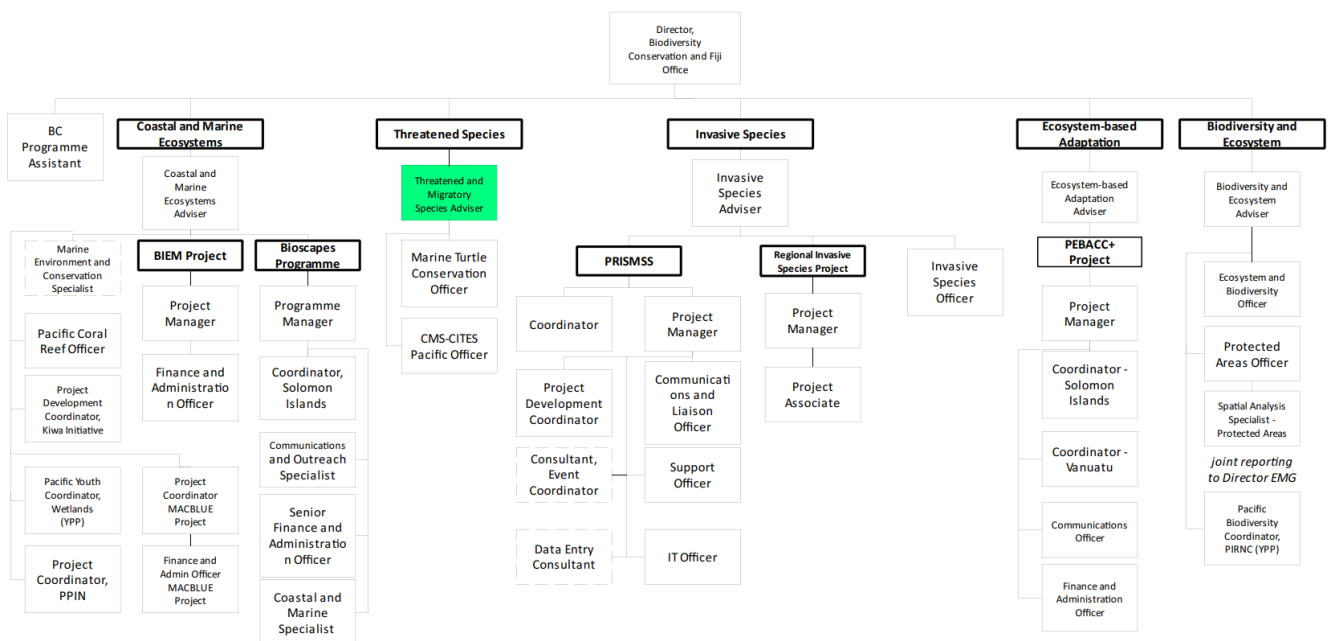 Director,
Biodiversity
Conservation and Fiji
Office
BC
Programme
Assistant
Coastal and Marine
Ecosystems
Threatened Species
Invasive Species
Ecosystem-based
Adaptation
Biodiversity and
Ecosystem
Coastal and
Marine
Ecosystems
Adviser
Threatened and
Migratory
Species Adviser
Invasive
Species
Adviser
Ecosystem-based
Adaptation
Adviser
Biodiversity and
Ecosystem
Adviser
Marine
Environment and
Conservation
Specialist
BIEM Project
Bioscapes
Programme
Marine Turtle
Conservation
Officer
PRISMSS
Regional Invasive
Species Project
Invasive
Species
Officer
PEBACC+
Project
Ecosystem and
Biodiversity
Officer
Pacific Coral
Reef Officer
Project
Manager
Programme
Manager
CMS-CITES
Pacific Officer
Coordinator
Project
Manager
Project
Manager
Project
Manager
Protected
Areas Officer
Project
Development
Coordinator,
Kiwa Initiative
Finance and
Administratio
n Officer
Coordinator,
Solomon
Islands
Project
Development
Coordinator
Communicati
ons and
Liaison
Officer
Project
Associate
Coordinator -
Solomon
Islands
Spatial Analysis
Specialist -
Protected Areas
joint reporting
to Director EMG
Pacific Youth
Coordinator,
Wetlands
(YPP)
Project
Coordinator
MACBLUE
Project
Communications
and Outreach
Specialist
Consultant,
Event
Coordinator
Support
Officer
Coordinator -
Vanuatu
Pacific
Biodiversity
Coordinator,
PIRNC (YPP)
Project
Coordinator,
PPIN
Finance and
Admin Officer
MACBLUE
Project
Senior
Finance and
Administratio
n Officer
Data Entry
Consultant
IT Officer
Communications
Officer
Coastal and
Marine
Specialist
Finance and
Administration
Officer